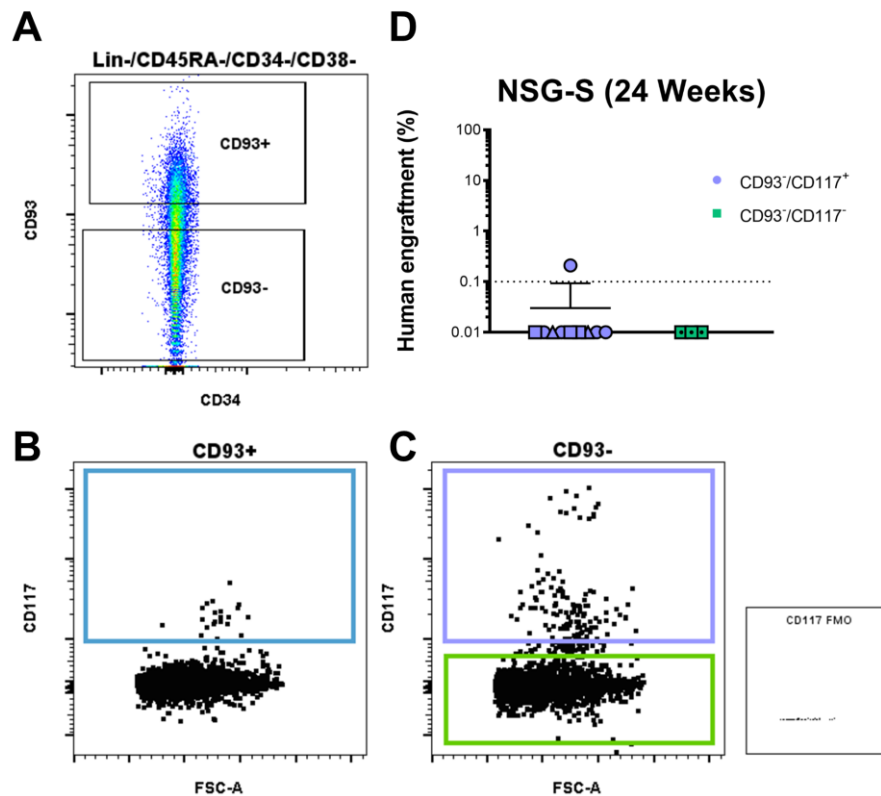 A
Lin-/CD45RA-/CD34-/CD38-
CD93+
CD93-
CD93
CD34
D
NSG-S (24 Weeks)
Human engraftment (%)
100
10
1
0.1
0.01
CD93⁻/CD117⁺
CD93⁻/CD117⁻
B
CD93+
CD117
FSC-A
C
CD93-
CD117
FSC-A
CD117 FMO